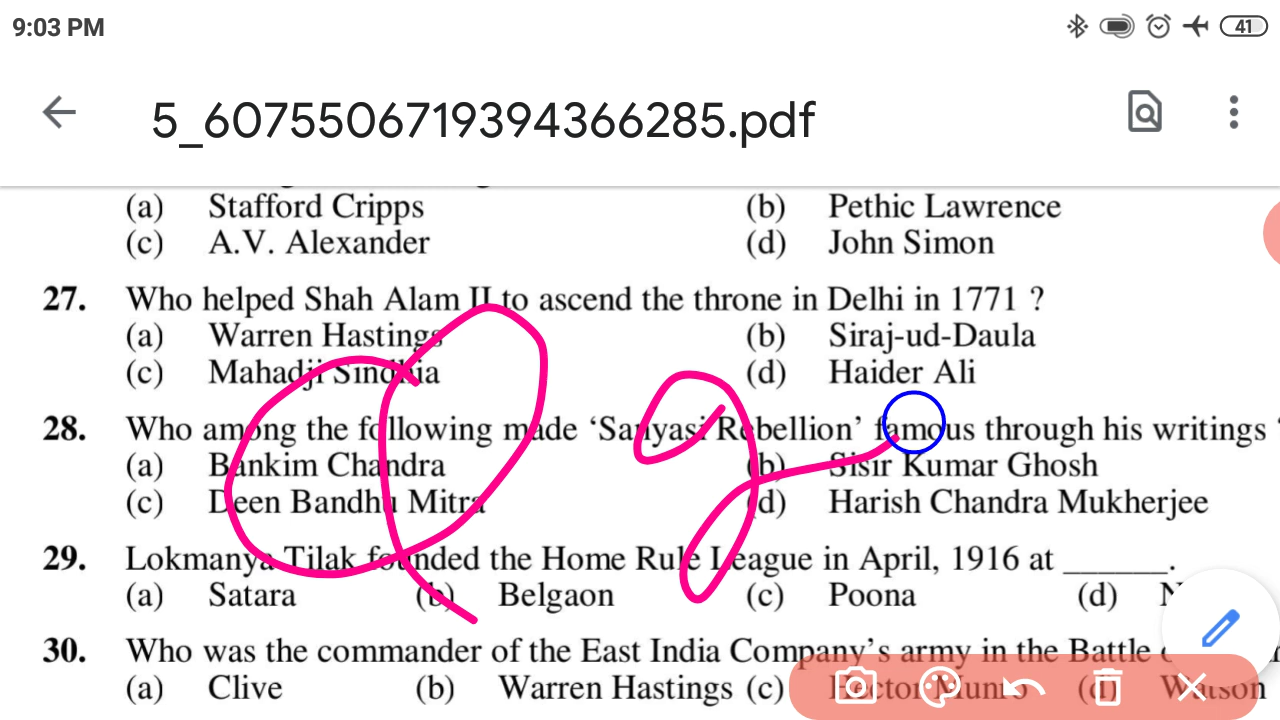 9:03 PM 41
5_6075506719394366285.pdf
(a) Stafford Cripps (b) Pethic Lawrence
(c) A.V. Alexander (d) John Simon
27. Who helped Shah Alam II to ascend the throne in Delhi in 1771 ?
(a) Warren Hastings (b) Siraj-ud-Daula
(c) Mahadji Sindhia (d) Haider Ali
28. Who among the following made ‘Sanyasi Rebellion’ famous through his writings
(a) Bankim Chandra (b) Sisir Kumar Ghosh
(c) Deen Bandhu Mitra (d) Harish Chandra Mukherjee
29. Lokmanya Tilak founded the Home Rule League in April, 1916 at ______.
(a) Satara (b) Belgaon (c) Poona (d) N
30. Who was the commander of the East India Company’s army in the Battle
(a) Clive (b) Warren Hastings (c) Hector Munro (d) Watson